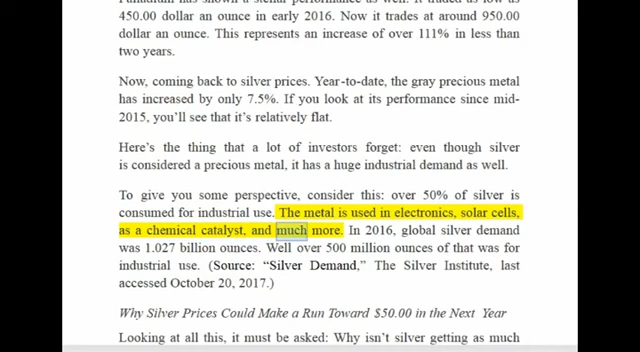 Palladium has shown a stellar performance as well. It traded as low as
450.00 dollar an ounce in early 2016. Now it trades at around 950.00
dollar an ounce. This represents an increase of over 111% in less than
two years.
Now, coming back to silver prices. Year-to-date, the gray precious metal
has increased by only 7.5%. If you look at its performance since mid-
2015, you’ll see that it’s relatively flat.
Here’s the thing that a lot of investors forget: even though silver
is considered a precious metal, it has a huge industrial demand as well.
To give you some perspective, consider this: over 50% of silver is
consumed for industrial use. The metal is used in electronics, solar cells,
as a chemical catalyst, and much more. In 2016, global silver demand
was 1.027 billion ounces. Well over 500 million ounces of that was for
industrial use. (Source: “Silver Demand,” The Silver Institute, last
accessed October 20, 2017.)
Why Silver Prices Could Make a Run Toward $50.00 in the Next Year
Looking at all this, it must be asked: Why isn’t silver getting as much